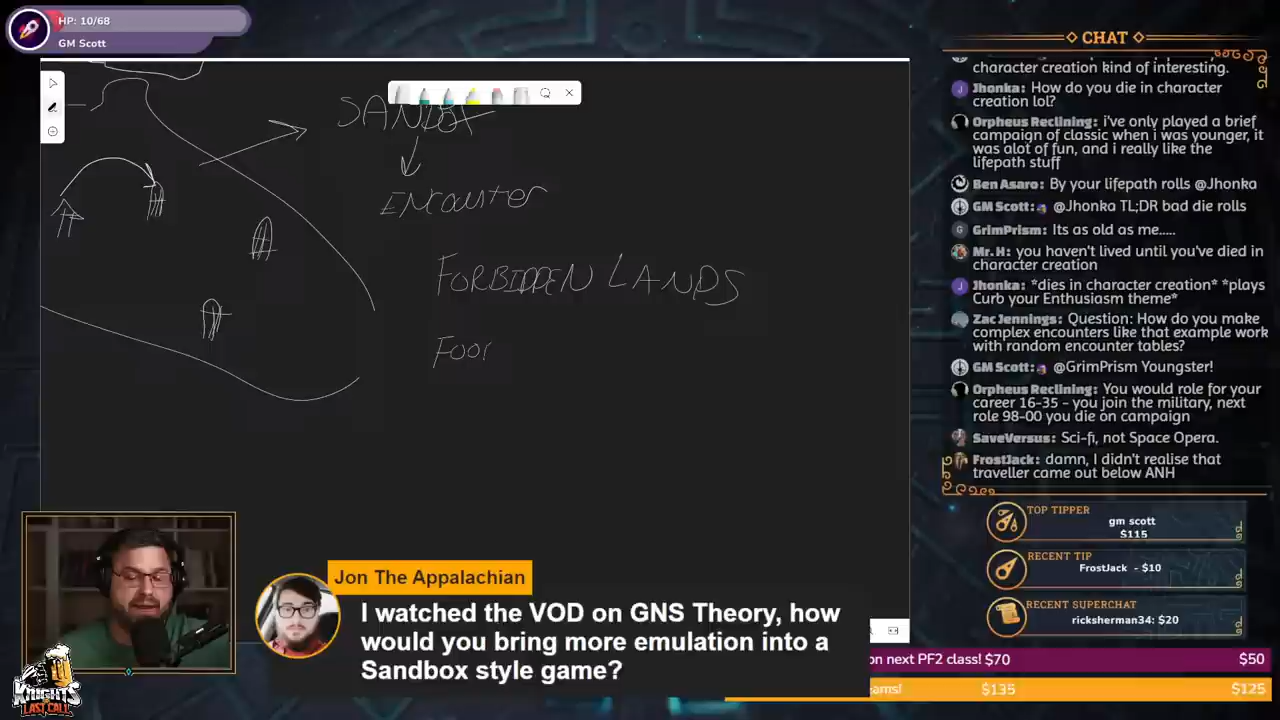 HP: 10/68
GM Scott
SANDBOX
ENCOUNTER
FORBIDDEN LANDS
FOOr
CHAT
character creation kind of interesting.
Jhonka: How do you die in character
creation lol?
Orpheus Reclining: i've only played a brief
campaign of classic when i was younger, it
was alot of fun, and i really like the
lifepath stuff
Ben Asaro: By your lifepath rolls @Jhonka
GM Scott: @Jhonka TL;DR bad die rolls
GrimPrism: Its as old as me.....
Mr. H: you haven't lived until you've died in
character creation
Jhonka: *dies in character creation* *plays
Curb your Enthusiasm theme*
Zac Jennings: Question: How do you make
complex encounters like that example work
with random encounter tables?
GM Scott: @GrimPrism Youngster!
Orpheus Reclining: You would role for your
career 16-35 - you join the military, next
role 98-00 you die on campaign
SaveVersus: Sci-fi, not Space Opera.
FrostJack: damn, I didn't realise that
traveller came out below ANH
TOP TIPPER
gm scott
$115
RECENT TIP
FrostJack - $10
RECENT SUPERCHAT
ricksherman34: $20
Jon The Appalachian
I watched the VOD on GNS Theory, how
would you bring more emulation into a
Sandbox style game?
on next PF2 class! $70 $50
eams! $135 $125
KNIGHTS
OF LAST CALL